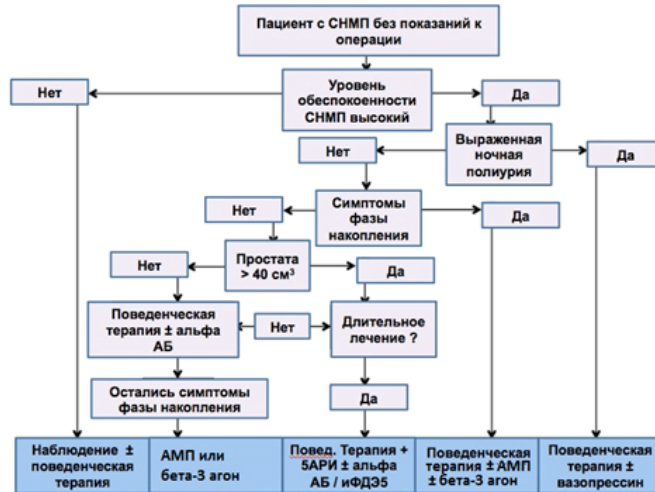 Пациент с СНМП без показаний к
операции
Нет
Уровень
обеспокоенности
СНМП высокий
Да
Нет
Выраженная
ночная
полиурия
Да
Нет
Симптомы
фазы
накопления
Да
Нет
Простата
> 40 см³
Да
Поведенческая
терапия ± альфа
АБ
Нет
Длительное
лечение ?
Остались симптомы
фазы накопления
Да
Наблюдение ±
поведенческая
терапия
АМП или
бета-3 агон
Повед. Терапия +
5АРИ ± альфа
АБ / иФДЭ5
Поведенческая
терапия ± АМП
± бета-3 агон
Поведенческая
терапия ±
вазопрессин